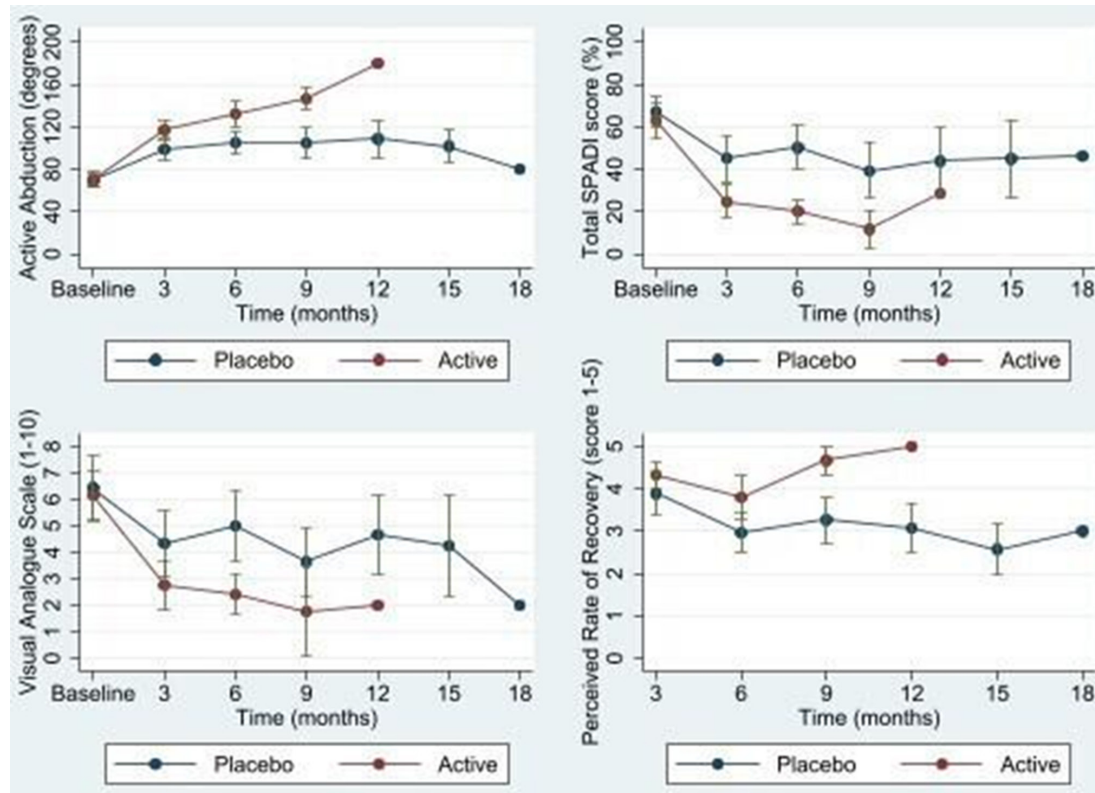 Active Abduction (degrees)
200
160
120
80
40
0
Baseline 3 6 9 12 15 18
Time (months)
Placebo Active
Total SPADI score (%)
100
80
60
40
20
0
Baseline 3 6 9 12 15 18
Time (months)
Placebo Active
Visual Analogue Scale (1-10)
8
7
6
5
4
3
2
1
0
Baseline 3 6 9 12 15 18
Time (months)
Placebo Active
Perceived Rate of Recovery (score 1-5)
5
4
3
2
1
0
3 6 9 12 15 18
Time (months)
Placebo Active